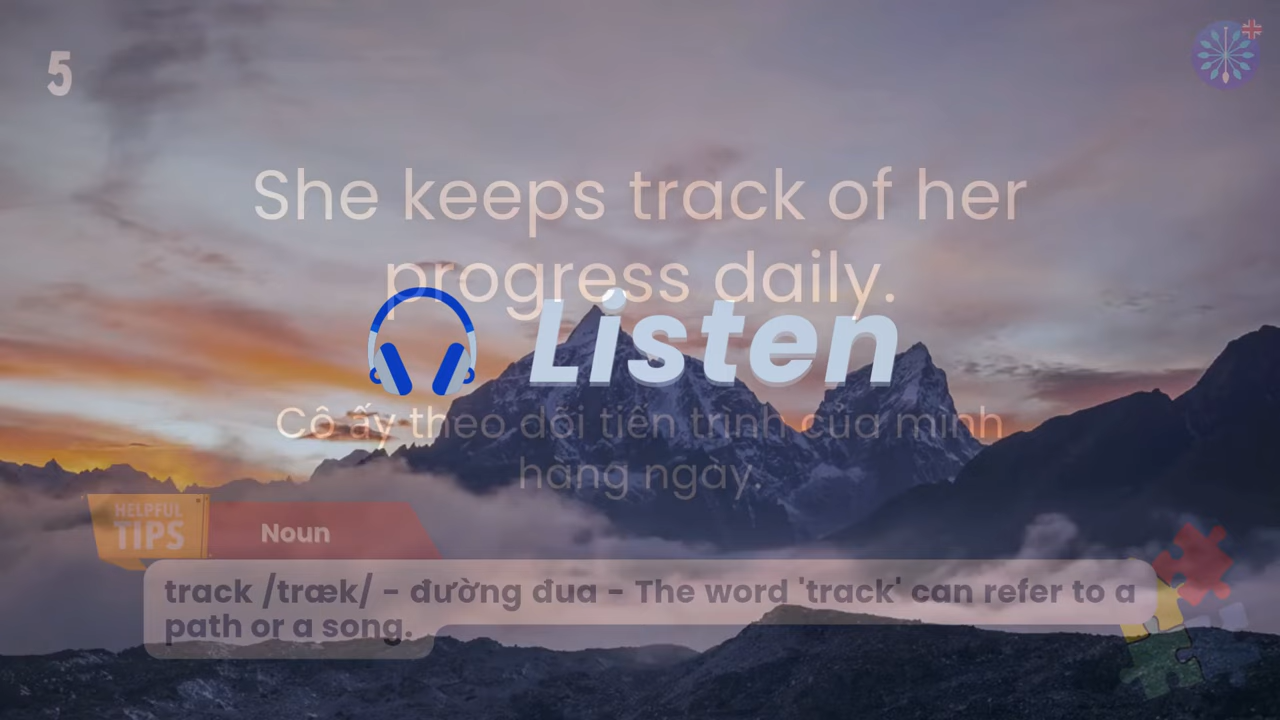 5
She keeps track of her
progress daily.
Listen
Cô ấy theo dõi tiến trình của mình
hàng ngày.
HELPFUL
TIPS
Noun
track /træk/ - đường đua - The word 'track' can refer to a
path or a song.